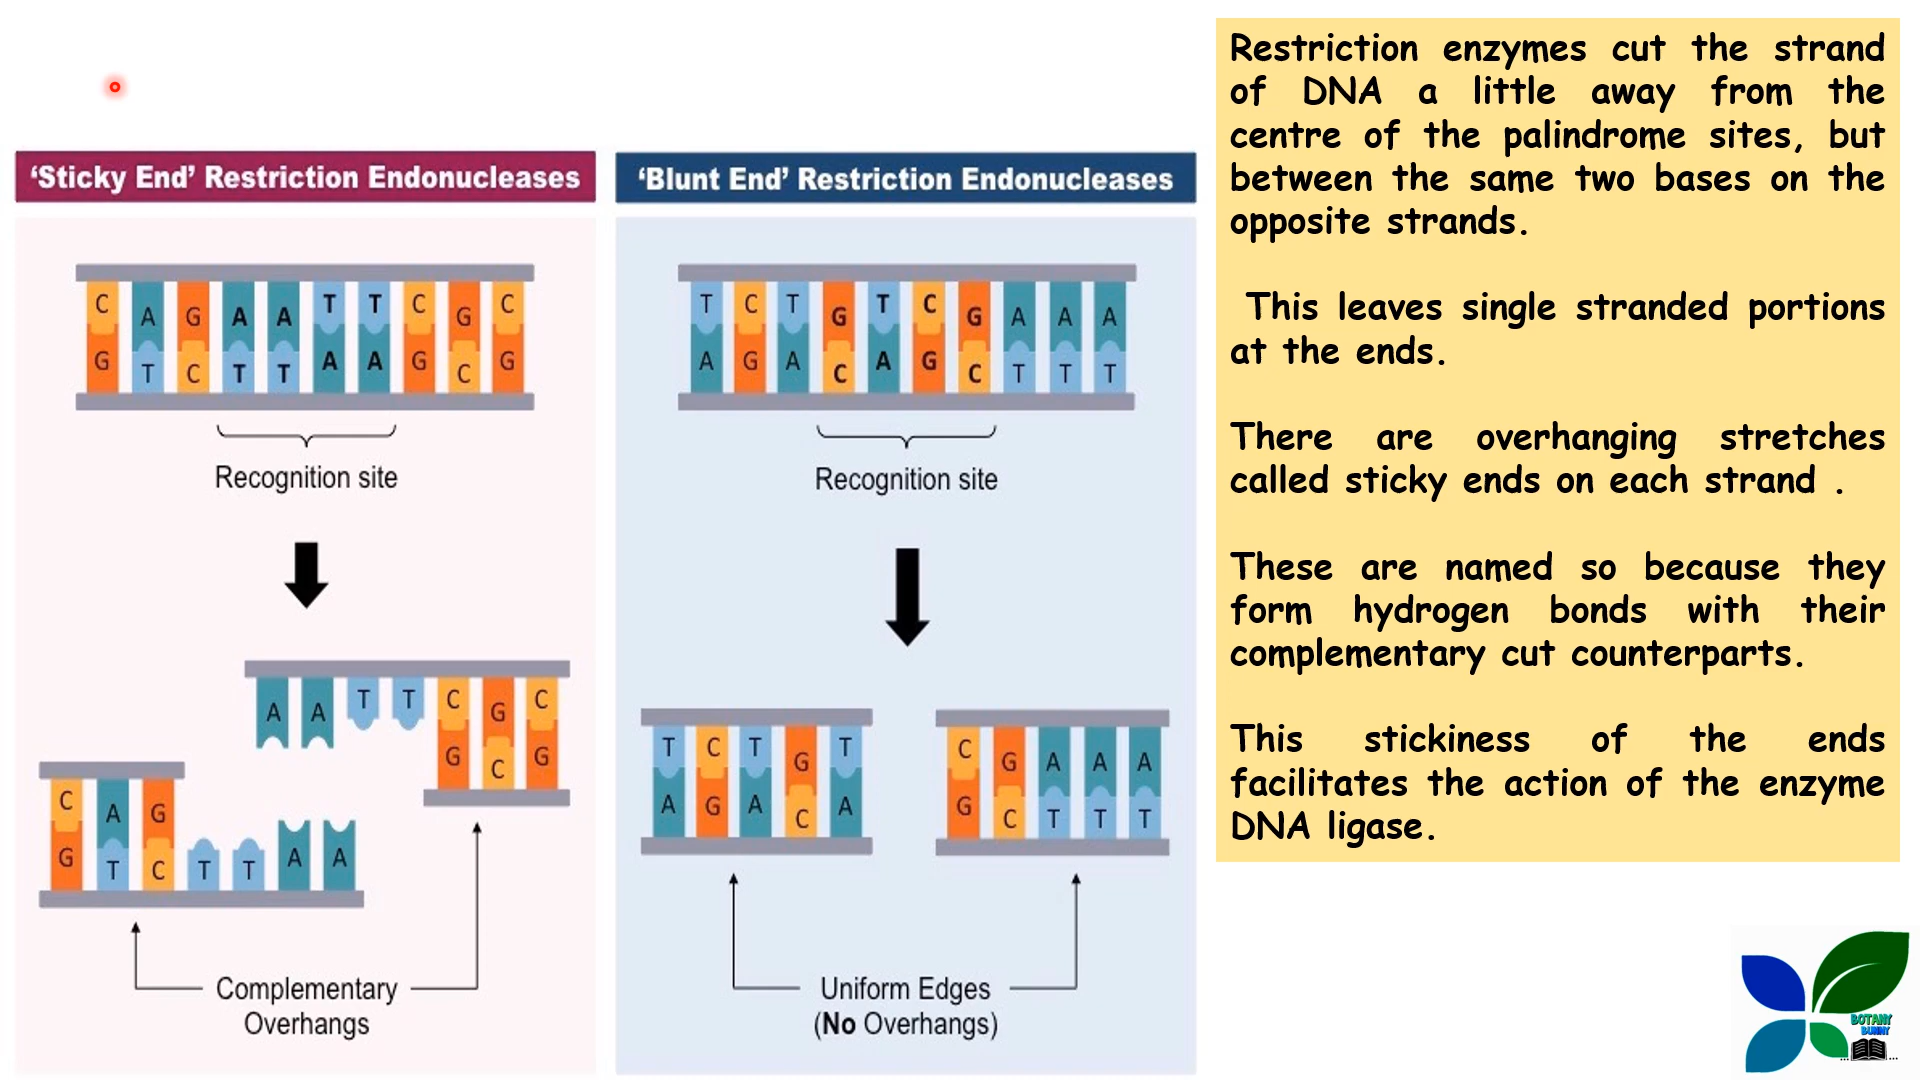 'Sticky End' Restriction Endonucleases
C A G A A T T C G C
G T C T T A A G C G
Recognition site
A A T T C G C
G C G
C A G
G T C T T A A
Complementary
Overhangs
'Blunt End' Restriction Endonucleases
T C T G T C G A A A
A G A C A G C T T T
Recognition site
T C T G T
A G A C A
C G A A A
G C T T T
Uniform Edges
(No Overhangs)
Restriction enzymes cut the strand
of DNA a little away from the
centre of the palindrome sites, but
between the same two bases on the
opposite strands.
This leaves single stranded portions
at the ends.
There are overhanging stretches
called sticky ends on each strand .
These are named so because they
form hydrogen bonds with their
complementary cut counterparts.
This stickiness of the ends
facilitates the action of the enzyme
DNA ligase.
BOTANY
BUNNY